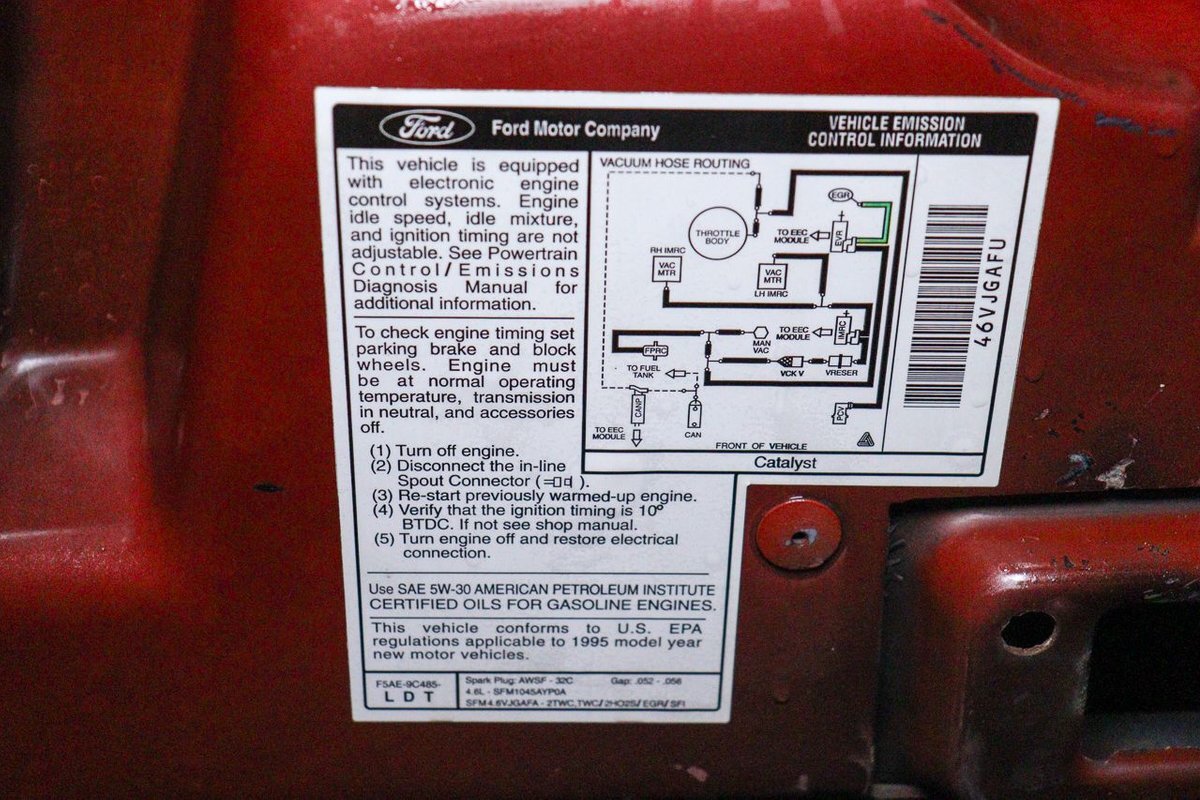 Ford
Ford Motor Company
VEHICLE EMISSION
CONTROL INFORMATION
This vehicle is equipped
with electronic engine
control systems. Engine
idle speed, idle mixture,
and ignition timing are not
adjustable. See Powertrain
Control/Emissions
Diagnosis Manual for
additional information.
To check engine timing set
parking brake and block
wheels. Engine must
be at normal operating
temperature, transmission
in neutral, and accessories
off.
(1) Turn off engine.
(2) Disconnect the in-line
Spout Connector ( ).
(3) Re-start previously warmed-up engine.
(4) Verify that the ignition timing is 10°
BTDC. If not see shop manual.
(5) Turn engine off and restore electrical
connection.
Use SAE 5W-30 AMERICAN PETROLEUM INSTITUTE
CERTIFIED OILS FOR GASOLINE ENGINES.
This vehicle conforms to U.S. EPA
regulations applicable to 1995 model year
new motor vehicles.
F5AE-9C485-
L D T
Spark Plug: AWSF - 32C Gap: .052 - .056
4.6L - SFM1045AYP0A
SFM4.6VJGAFA - 2TWC,TWC/2HO2S/EGR/SFI
VACUUM HOSE ROUTING
THROTTLE
BODY
EGR
TO EEC
MODULE
EVR
RH IMRC
VAC
MTR
VAC
MTR
LH IMRC
TO EEC
MODULE
IMRC
MAN
VAC
FPRC
TO FUEL
TANK
VCK V
VRESER
CANP
TO EEC
MODULE
CAN
PCV
FRONT OF VEHICLE
Catalyst
46VJGAFU